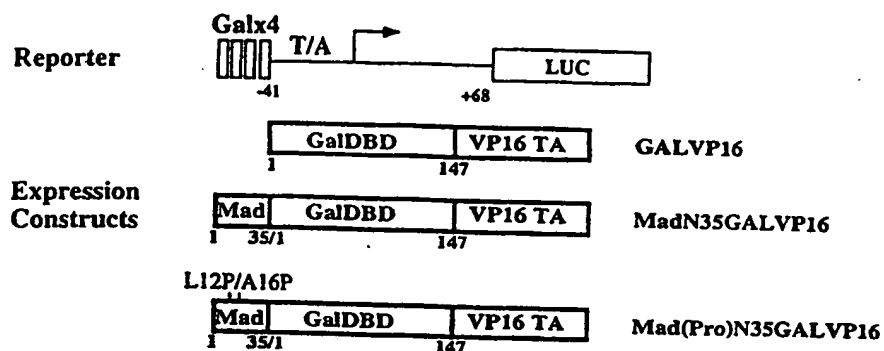 Galx4
Reporter
T/A
LUC
-41
+68
GalDBD
VP16 TA
GALVP16
1
147
Expression
Constructs
Mad
GalDBD
VP16 TA
MadN35GALVP16
1
35/1
147
L12P/A16P
Mad
GalDBD
VP16 TA
Mad(Pro)N35GALVP16
1
35/1
147